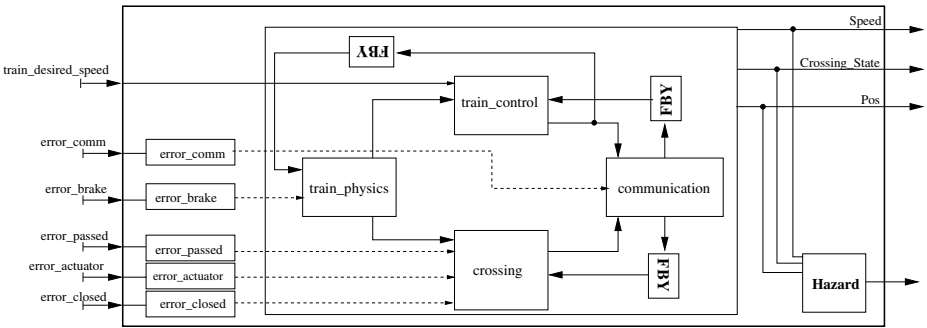 Speed
FBY
train_desired_speed
Crossing_State
train_control
FBY
Pos
error_comm
error_comm
error_brake
error_brake
train_physics
communication
error_passed
error_passed
error_actuator
error_actuator
crossing
FBY
Hazard
error_closed
error_closed